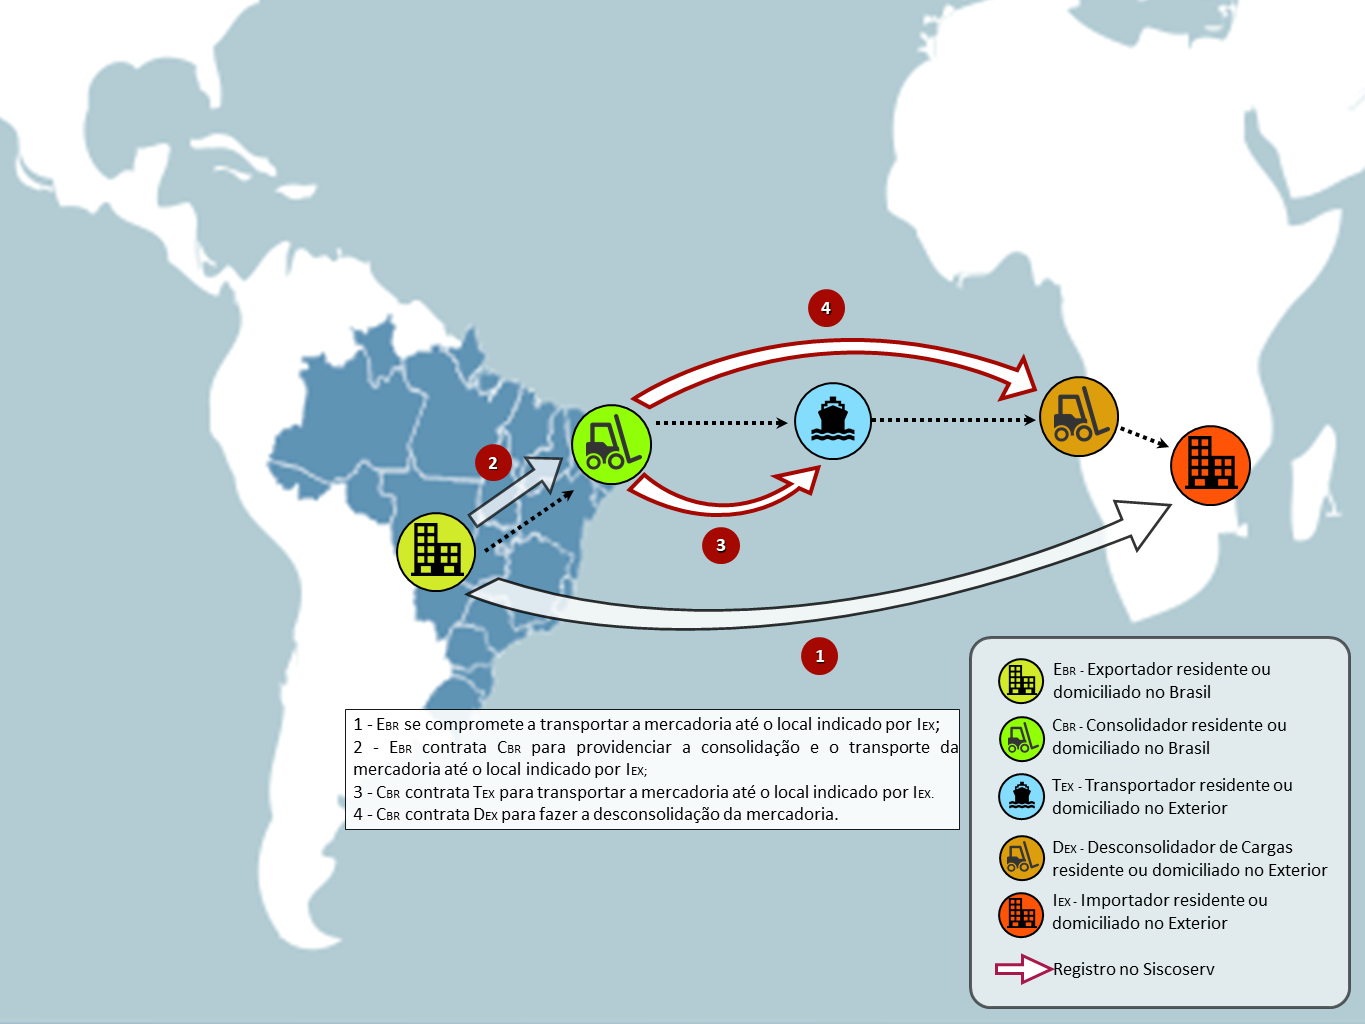 4
2
3
1
1 - EBR se compromete a transportar a mercadoria até o local indicado por IEX;
2 - EBR contrata CBR para providenciar a consolidação e o transporte da
mercadoria até o local indicado por IEX;
3 - CBR contrata TEX para transportar a mercadoria até o local indicado por IEX.
4 - CBR contrata DEX para fazer a desconsolidação da mercadoria.
EBR - Exportador residente ou
domiciliado no Brasil
CBR - Consolidador residente ou
domiciliado no Brasil
TEX - Transportador residente ou
domiciliado no Exterior
DEX - Desconsolidador de Cargas
residente ou domiciliado no Exterior
IEX - Importador residente ou
domiciliado no Exterior
Registro no Siscoserv